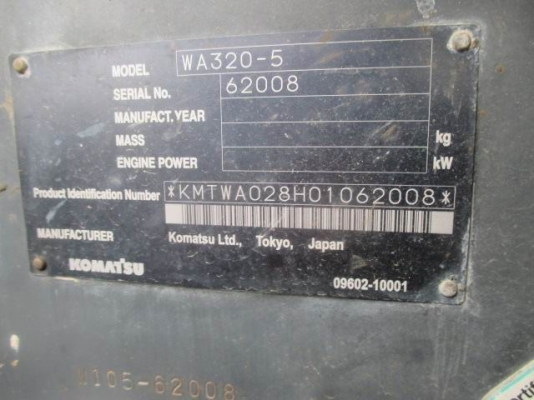 MODEL WA320-5
SERIAL No. 62008
MANUFACT. YEAR
MASS kg
ENGINE POWER kW
Product Identification Number *KMTWA028H01062008*
MANUFACTURER Komatsu Ltd., Tokyo, Japan
KOMATSU
09602-10001
105-62008